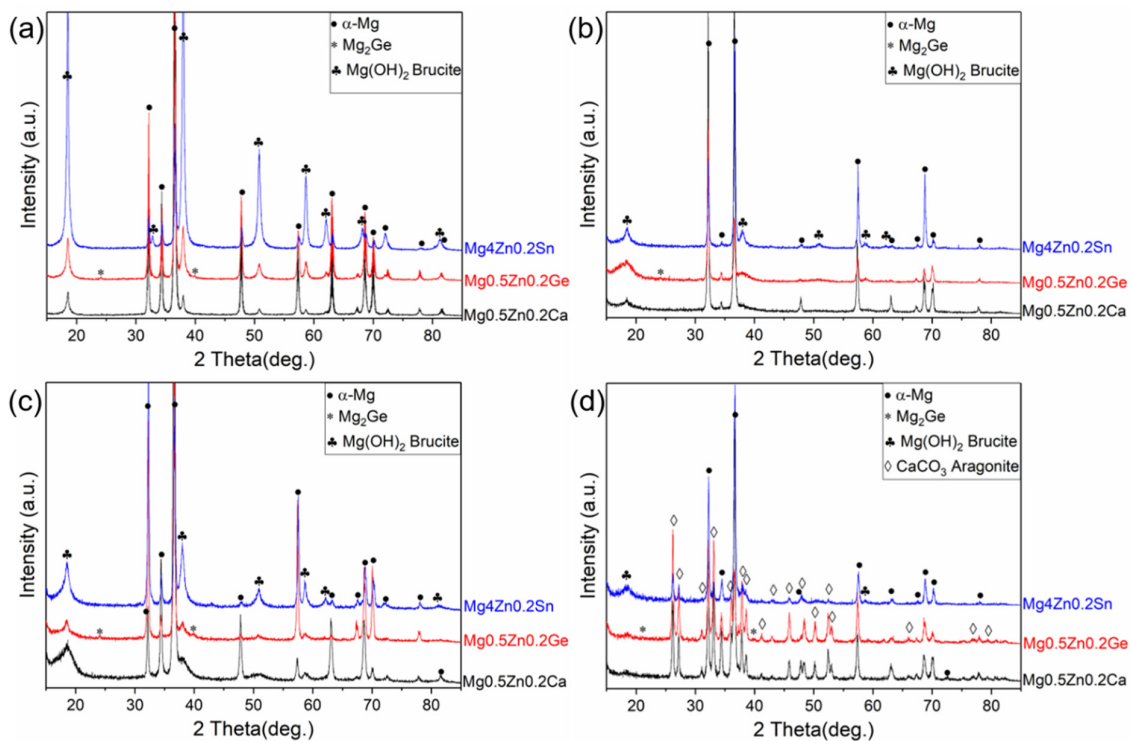 (a)
Intensity (a.u.)
● α-Mg
* Mg₂Ge
♣ Mg(OH)₂ Brucite
Mg4Zn0.2Sn
Mg0.5Zn0.2Ge
Mg0.5Zn0.2Ca
20 30 40 50 60 70 80
2 Theta(deg.)
(b)
Intensity (a.u.)
● α-Mg
* Mg₂Ge
♣ Mg(OH)₂ Brucite
Mg4Zn0.2Sn
Mg0.5Zn0.2Ge
Mg0.5Zn0.2Ca
20 30 40 50 60 70 80
2 Theta(deg.)
(c)
Intensity (a.u.)
● α-Mg
* Mg₂Ge
♣ Mg(OH)₂ Brucite
Mg4Zn0.2Sn
Mg0.5Zn0.2Ge
Mg0.5Zn0.2Ca
20 30 40 50 60 70 80
2 Theta(deg.)
(d)
Intensity (a.u.)
● α-Mg
* Mg₂Ge
♣ Mg(OH)₂ Brucite
◊ CaCO₃ Aragonite
Mg4Zn0.2Sn
Mg0.5Zn0.2Ge
Mg0.5Zn0.2Ca
20 30 40 50 60 70 80
2 Theta(deg.)